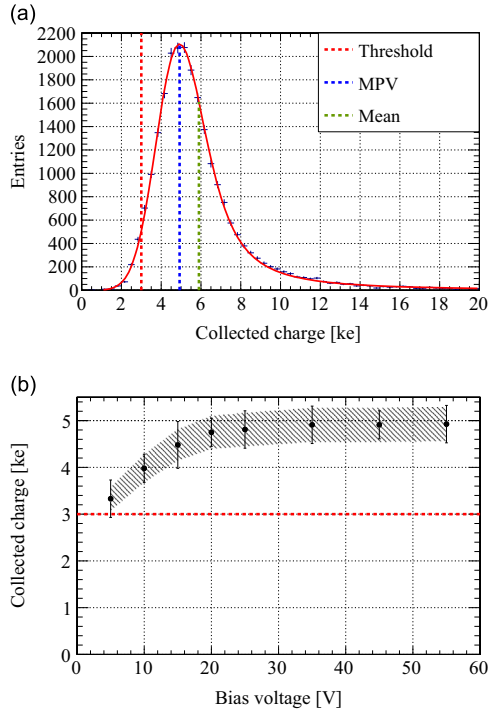 (a)
2200
2000
1800
1600
1400
1200
1000
800
600
400
200
0
Entries
Threshold
MPV
Mean
0 2 4 6 8 10 12 14 16 18 20
Collected charge [ke]
(b)
5
4
3
2
1
0
Collected charge [ke]
0 10 20 30 40 50 60
Bias voltage [V]